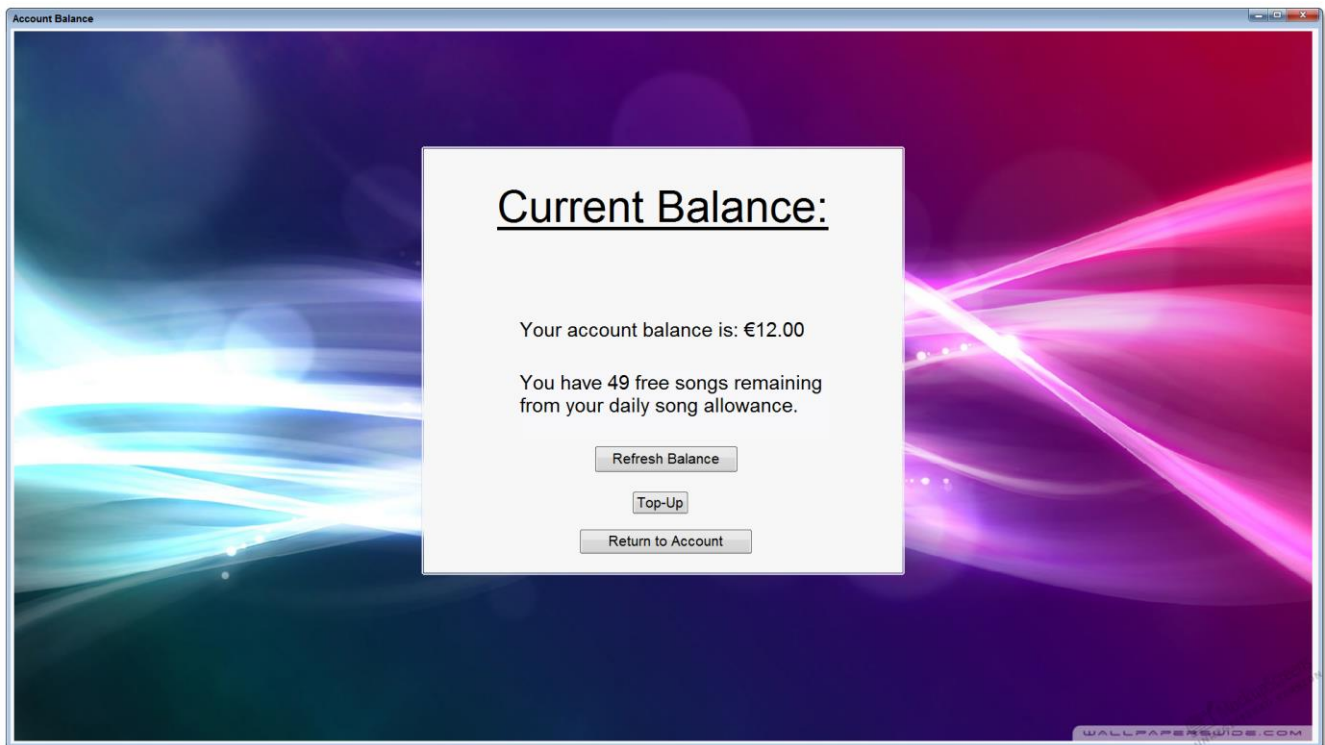 Account Balance
Current Balance:
Your account balance is: €12.00
You have 49 free songs remaining
from your daily song allowance.
Refresh Balance
Top-Up
Return to Account
WALLPAPERSWIDE.COM